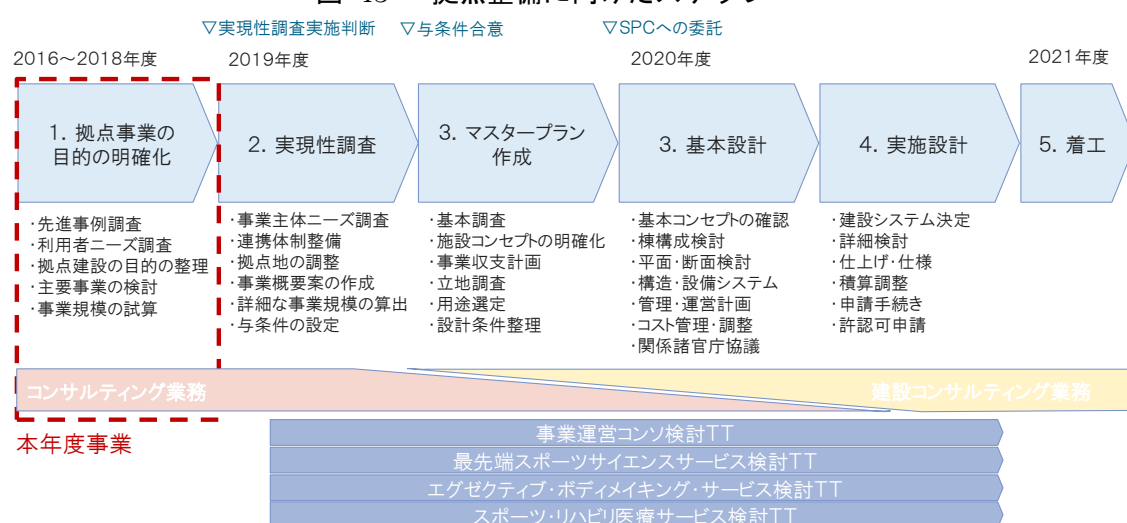 ▽実現性調査実施判断
▽与条件合意
▽SPCへの委託
2016～2018年度
2019年度
2020年度
2021年度
1．拠点事業の
目的の明確化
2．実現性調査
3．マスタープラン
作成
3．基本設計
4．実施設計
5．着工
・先進事例調査
・利用者ニーズ調査
・拠点建設の目的の整理
・主要事業の検討
・事業規模の試算
・事業主体ニーズ調査
・連携体制整備
・拠点地の調整
・事業概要案の作成
・詳細な事業規模の算出
・与条件の設定
・基本調査
・施設コンセプトの明確化
・事業収支計画
・立地調査
・用途選定
・設計条件整理
・基本コンセプトの確認
・棟構成検討
・平面・断面検討
・構造・設備システム
・管理・運営計画
・コスト管理・調整
・関係諸官庁協議
・建設システム決定
・詳細検討
・仕上げ・仕様
・積算調整
・申請手続き
・許認可申請
コンサルティング業務
建設コンサルティング業務
本年度事業
事業運営コンソ検討TT
最先端スポーツサイエンスサービス検討TT
エグゼクティブ・ボディメイキング・サービス検討TT
スポーツ・リハビリ医療サービス検討TT